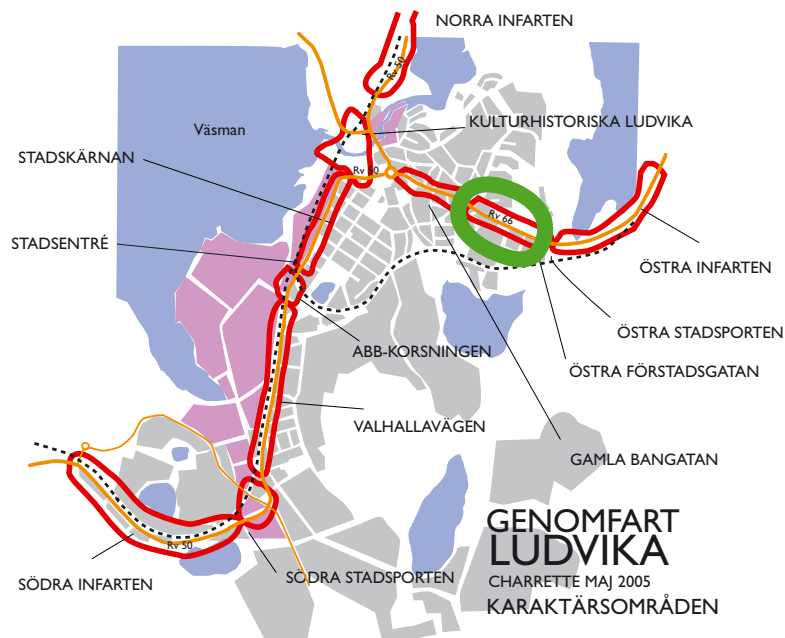 NORRA INFARTEN
Rv 50
KULTURHISTORISKA LUDVIKA
Väsman
STADSKÄRNAN
Rv 50
Rv 66
STADSENTRÉ
ÖSTRA INFARTEN
ÖSTRA STADSPORTEN
ABB-KORSNINGEN
ÖSTRA FÖRSTADSGATAN
VALHALLAVÄGEN
GAMLA BANGATAN
GENOMFART
LUDVIKA
CHARRETTE MAJ 2005
KARAKTÄRSOMRÅDEN
Rv 50
SÖDRA STADSPORTEN
SÖDRA INFARTEN